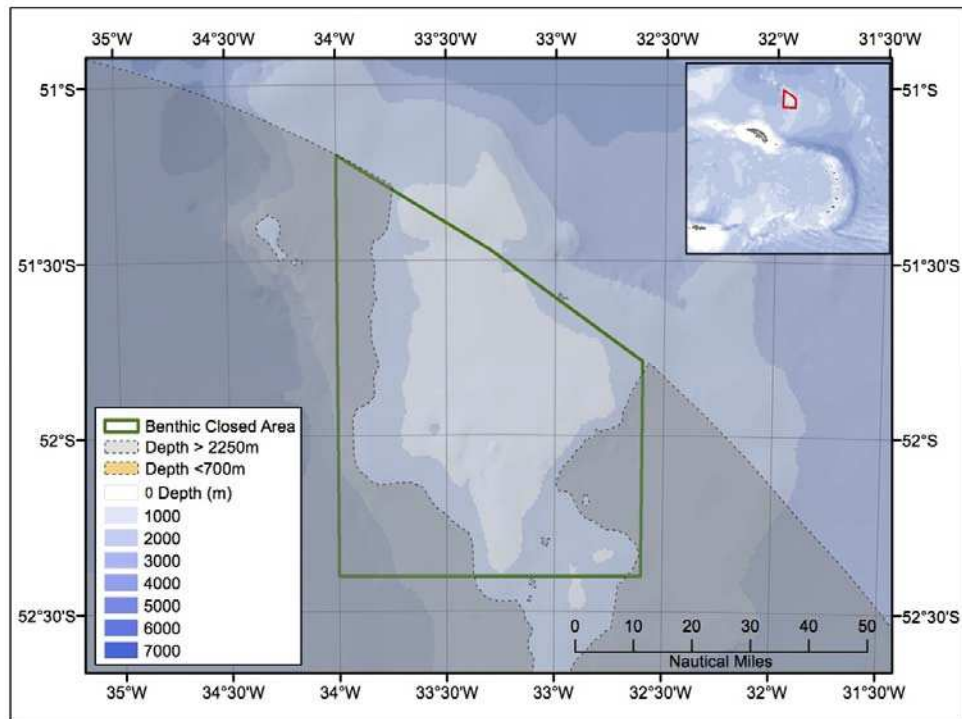 35°W 34°30'W 34°W 33°30'W 33°W 32°30'W 32°W 31°30'W
51°S 51°S
51°30'S 51°30'S
52°S 52°S
52°30'S 52°30'S
Benthic Closed Area
Depth > 2250m
Depth <700m
0 Depth (m)
1000
2000
3000
4000
5000
6000
7000
0 10 20 30 40 50
Nautical Miles
35°W 34°30'W 34°W 33°30'W 33°W 32°30'W 32°W 31°30'W